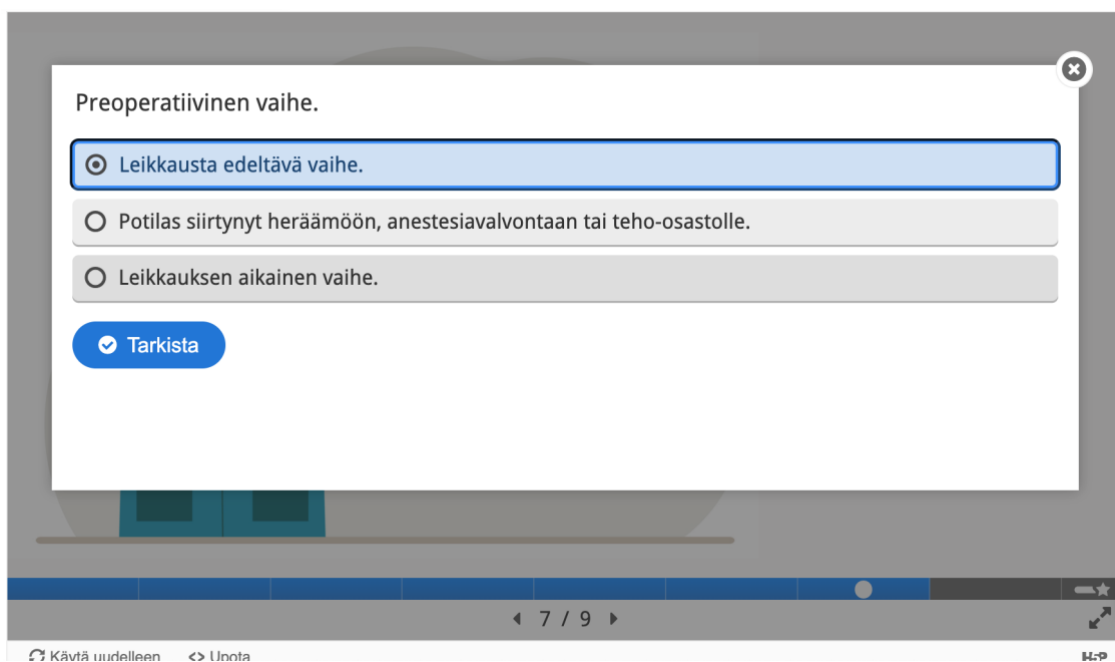 Preoperatiivinen vaihe.
Leikkausta edeltävä vaihe.
Potilas siirtynyt heräämöön, anestesiavalvontaan tai teho-osastolle.
Leikkauksen aikainen vaihe.
Tarkista
7 / 9
Käytä uudelleen <> Upota H5P